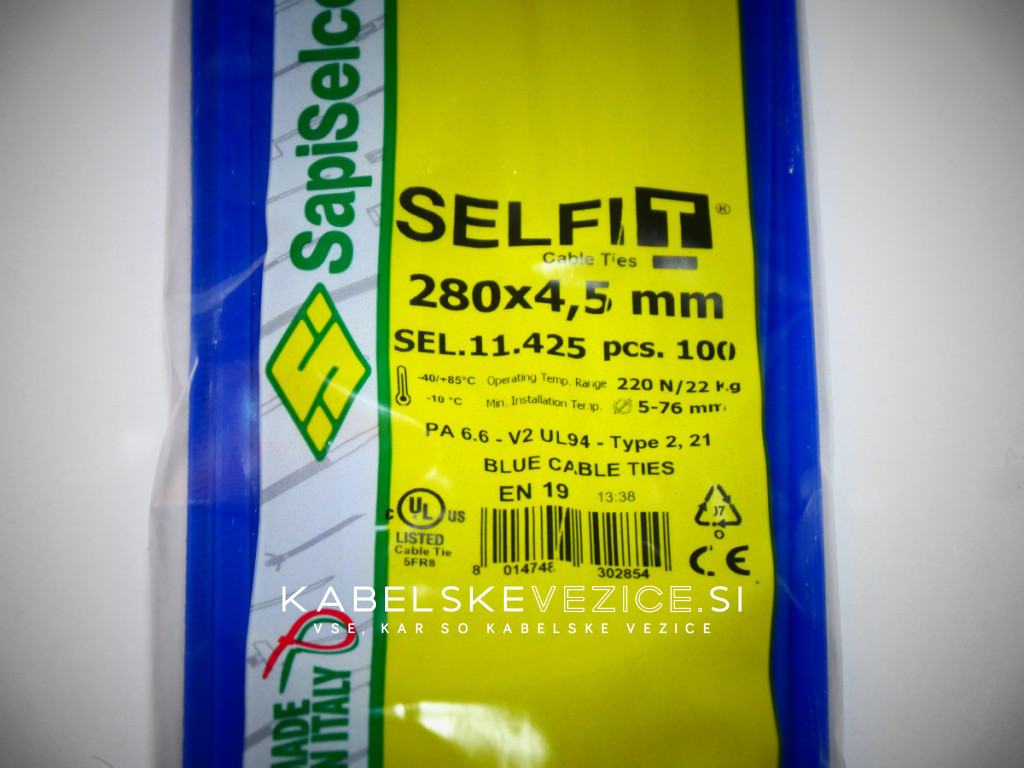 SapiSelco
SELFIT®
Cable Ties
280x4,5 mm
SEL.11.425 pcs. 100
-40/+85°C Operating Temp. Range 220 N/22 Kg
-10 °C Min. Installation Temp. 5-76 mm
PA 6.6 - V2 UL94 - Type 2, 21
BLUE CABLE TIES
EN 19 13:38
C UL US
LISTED
Cable Tie
5FR8
8 014748 302854
O
CE
KABELSKEVEZICE.SI
VSE, KAR SO KABELSKE VEZICE
MADE
IN ITALY